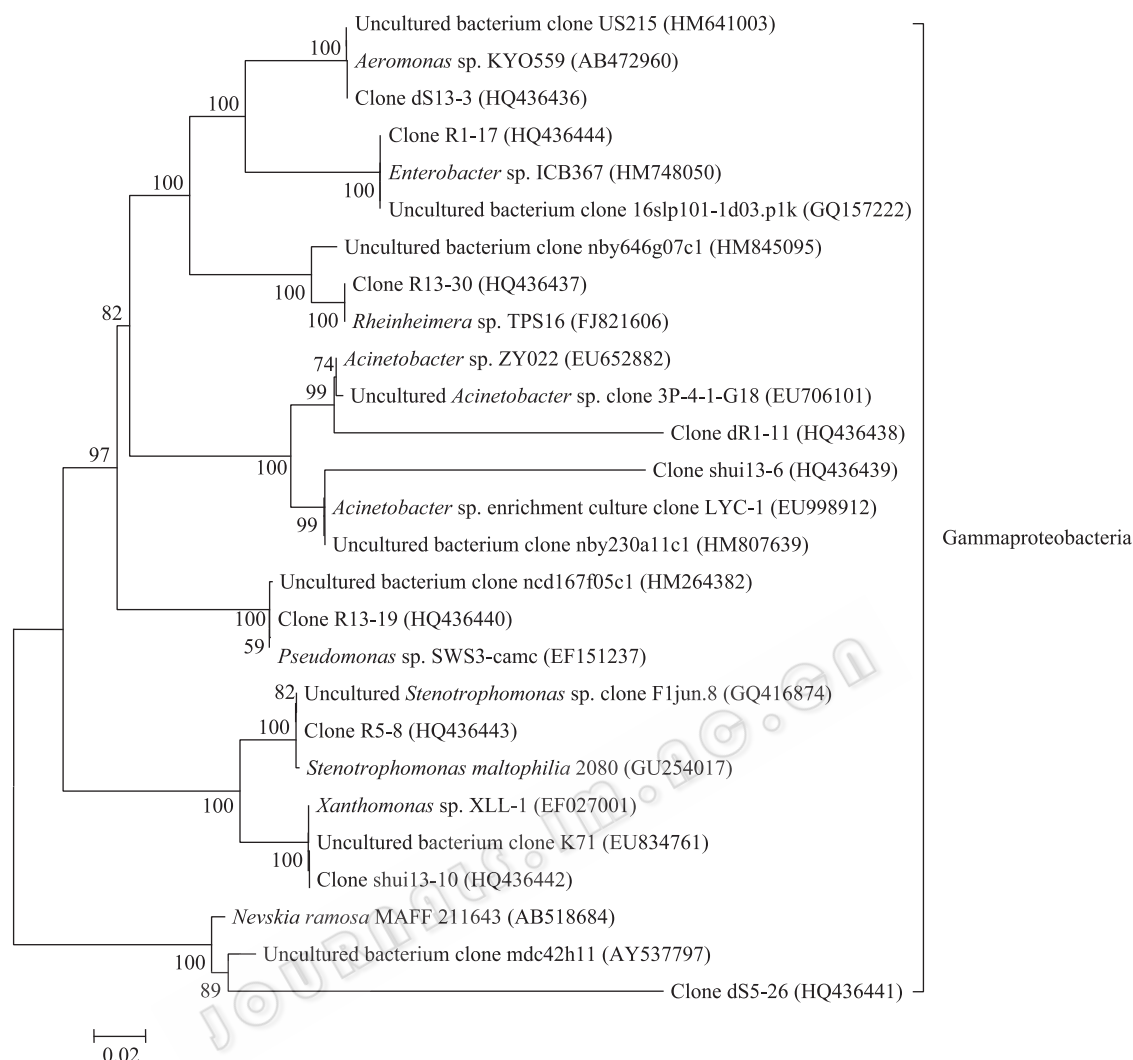 Uncultured bacterium clone US215 (HM641003)
100
Aeromonas sp. KYO559 (AB472960)
Clone dS13-3 (HQ436436)
100
Clone R1-17 (HQ436444)
Enterobacter sp. ICB367 (HM748050)
100
100
Uncultured bacterium clone 16slp101-1d03.p1k (GQ157222)
Uncultured bacterium clone nby646g07c1 (HM845095)
Clone R13-30 (HQ436437)
100
82
100
Rheinheimera sp. TPS16 (FJ821606)
74
Acinetobacter sp. ZY022 (EU652882)
99
Uncultured Acinetobacter sp. clone 3P-4-1-G18 (EU706101)
Clone dR1-11 (HQ436438)
97
100
Clone shui13-6 (HQ436439)
Acinetobacter sp. enrichment culture clone LYC-1 (EU998912)
99
Uncultured bacterium clone nby230a11c1 (HM807639)
Gammaproteobacteria
Uncultured bacterium clone ncd167f05c1 (HM264382)
100
Clone R13-19 (HQ436440)
59
Pseudomonas sp. SWS3-camc (EF151237)
82
Uncultured Stenotrophomonas sp. clone F1jun.8 (GQ416874)
100
Clone R5-8 (HQ436443)
Stenotrophomonas maltophilia 2080 (GU254017)
100
Xanthomonas sp. XLL-1 (EF027001)
Uncultured bacterium clone K71 (EU834761)
100
Clone shui13-10 (HQ436442)
Nevskia ramosa MAFF 211643 (AB518684)
Uncultured bacterium clone mdc42h11 (AY537797)
100
89
Clone dS5-26 (HQ436441)
0.02
journals.im.ac.cn